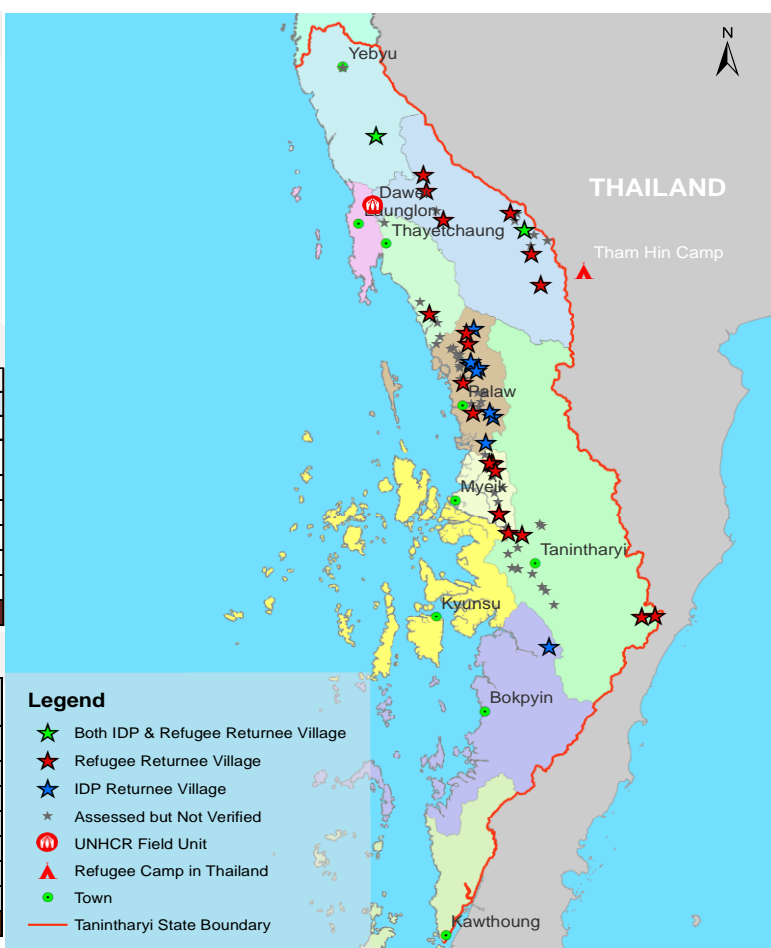 N
Yebyu
THAILAND
Dawei
Launglon
Thayetchaung
Tham Hin Camp
Palaw
Myeik
Tanintharyi
Kyunsu
Bokpyin
Kawthoung
Legend
Both IDP & Refugee Returnee Village
Refugee Returnee Village
IDP Returnee Village
Assessed but Not Verified
UNHCR Field Unit
Refugee Camp in Thailand
Town
Tanintharyi State Boundary